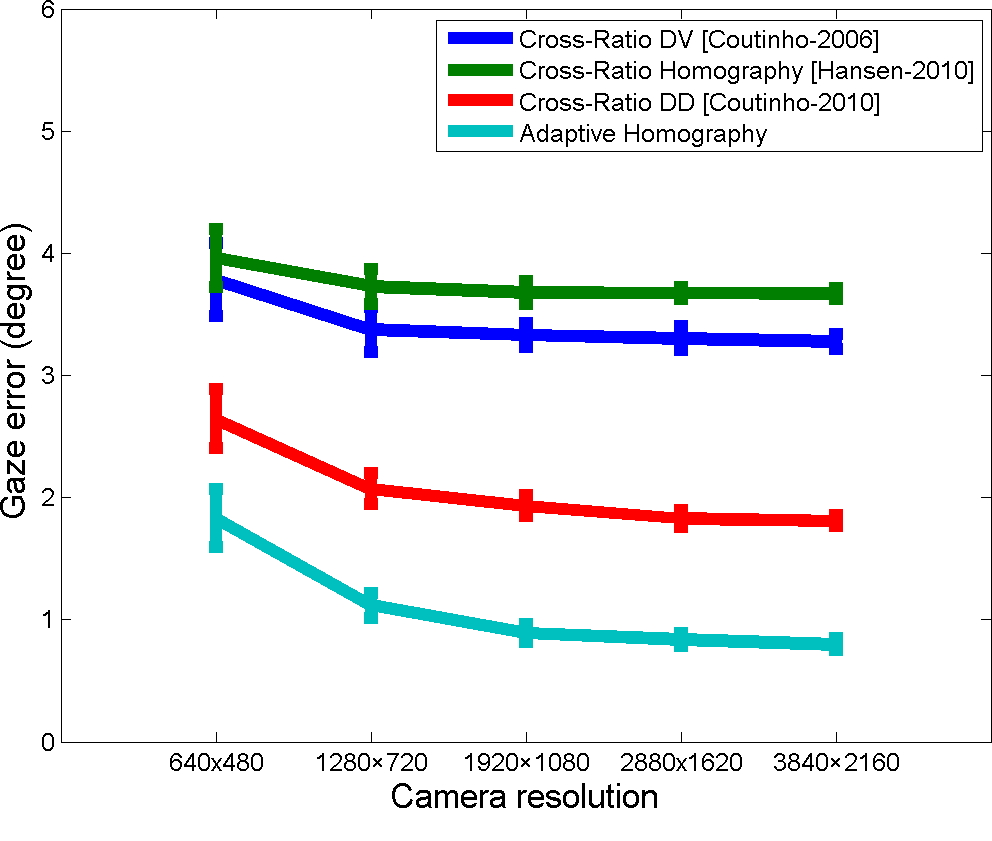 6
5
4
3
2
1
0
Gaze error (degree)
Cross-Ratio DV [Coutinho-2006]
Cross-Ratio Homography [Hansen-2010]
Cross-Ratio DD [Coutinho-2010]
Adaptive Homography
640x480 1280×720 1920×1080 2880x1620 3840×2160
Camera resolution